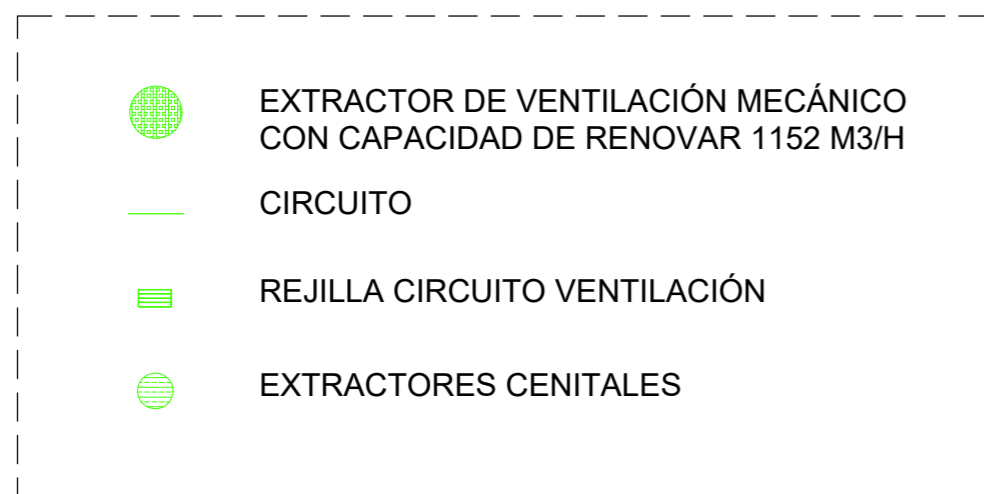 EXTRACTOR DE VENTILACIÓN MECÁNICO
CON CAPACIDAD DE RENOVAR 1152 M3/H
CIRCUITO
REJILLA CIRCUITO VENTILACIÓN
EXTRACTORES CENITALES